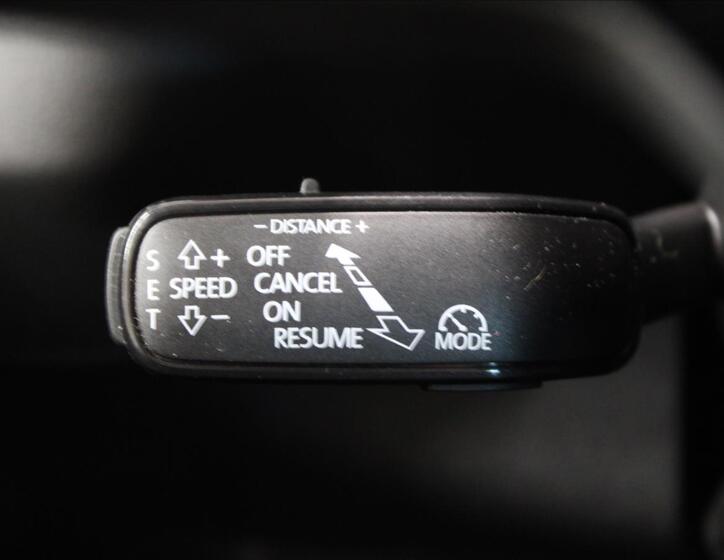 - DISTANCE +
S E T
+
SPEED
-
OFF
CANCEL
ON
RESUME
MODE